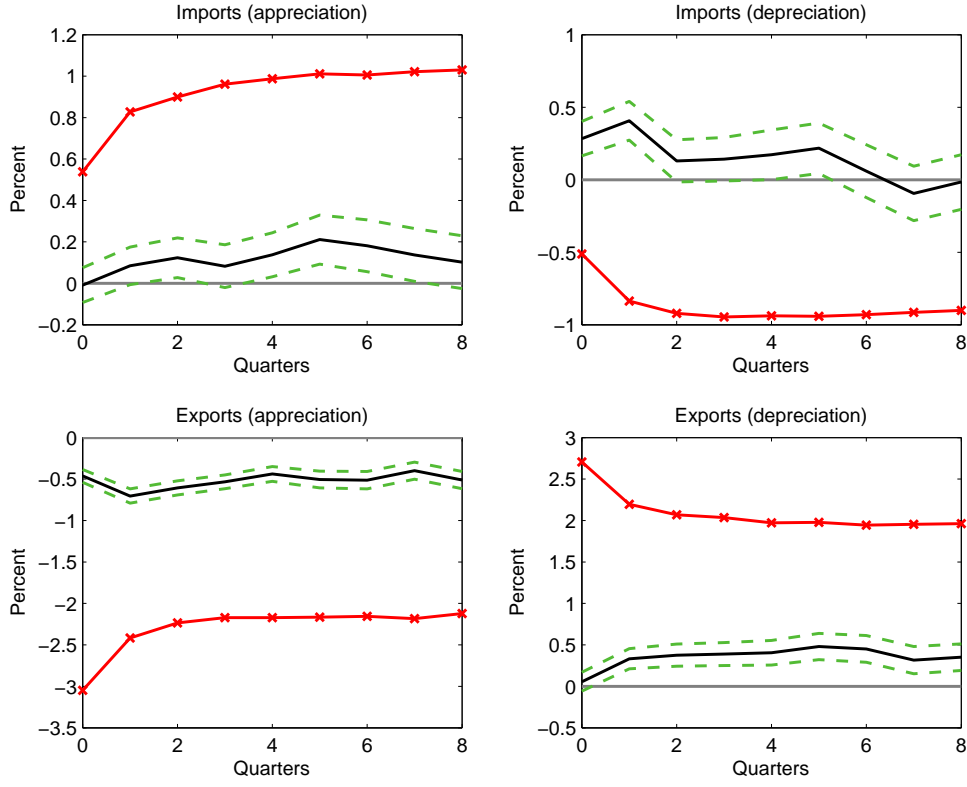 Imports (appreciation)
1.2
1
0.8
0.6
0.4
0.2
0
−0.2
Percent
0 2 4 6 8
Quarters
Imports (depreciation)
1
0.5
0
−0.5
−1
Percent
0 2 4 6 8
Quarters
Exports (appreciation)
0
−0.5
−1
−1.5
−2
−2.5
−3
−3.5
Percent
0 2 4 6 8
Quarters
Exports (depreciation)
3
2.5
2
1.5
1
0.5
0
−0.5
Percent
0 2 4 6 8
Quarters